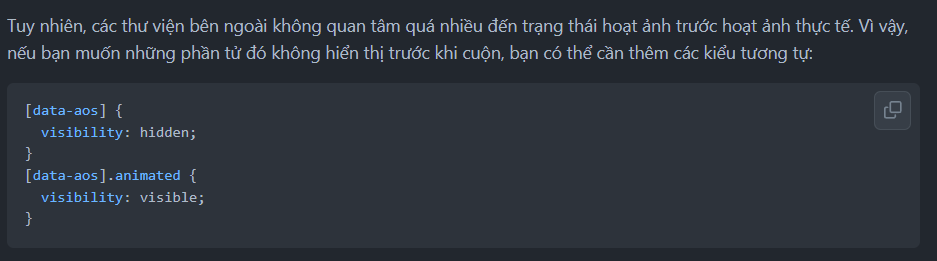 Tuy nhiên, các thư viện bên ngoài không quan tâm quá nhiều đến trạng thái hoạt ảnh trước hoạt ảnh thực tế. Vì vậy,
nếu bạn muốn những phần tử đó không hiển thị trước khi cuộn, bạn có thể cần thêm các kiểu tương tự:
[data-aos] {
  visibility: hidden;
}
[data-aos].animated {
  visibility: visible;
}